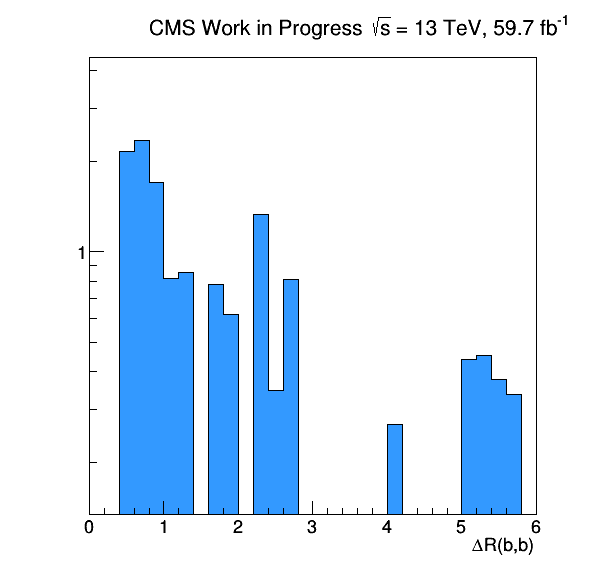 CMS Work in Progress √s = 13 TeV, 59.7 fb⁻¹
1
0 1 2 3 4 5 6
ΔR(b,b)